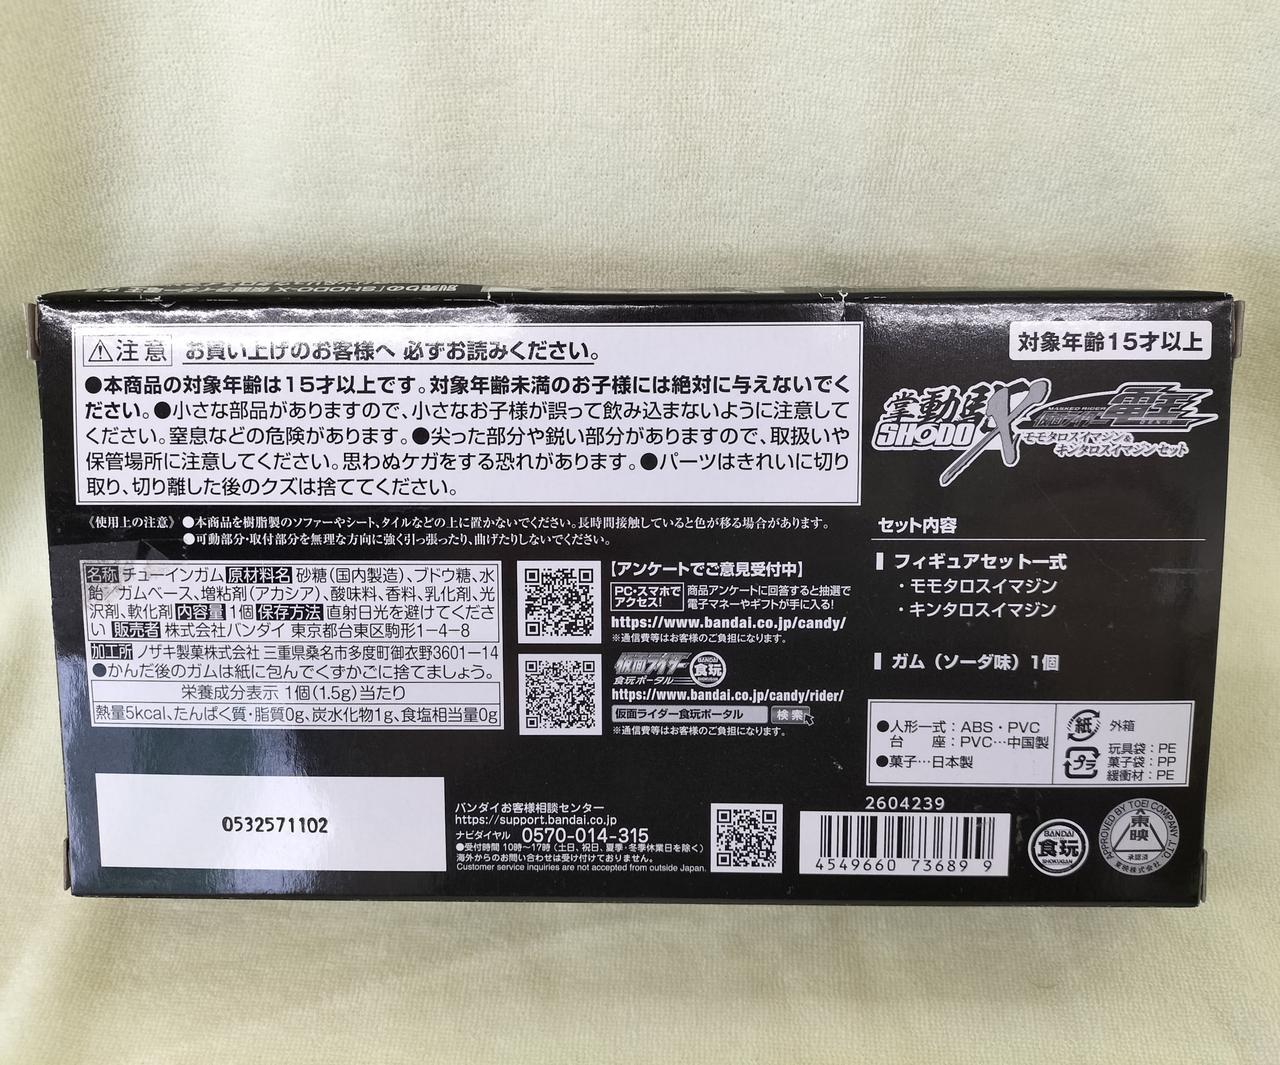 ⚠注意 お買い上げのお客様へ 必ずお読みください。
●本商品の対象年齢は15才以上です。対象年齢未満のお子様には絶対に与えないでく
ださい。●小さな部品がありますので、小さなお子様が誤って飲み込まないように注意して
ください。窒息などの危険があります。●尖った部分や鋭い部分がありますので、取扱いや
保管場所に注意してください。思わぬケガをする恐れがあります。●パーツはきれいに切り
取り、切り離した後のクズは捨ててください。
《使用上の注意》●本商品を樹脂製のソファーやシート、タイルなどの上に置かないでください。長時間接触していると色が移る場合があります。
●可動部分・取付部分を無理な方向に強く引っ張ったり、曲げたりしないでください。
名称 チューインガム 原材料名 砂糖(国内製造)、ブドウ糖、水
飴/ガムベース、増粘剤(アカシア)、酸味料、香料、乳化剤、光
沢剤、軟化剤 内容量 1個 保存方法 直射日光を避けてくださ
い 販売者 株式会社バンダイ 東京都台東区駒形1-4-8
加工所 ノザキ製菓株式会社 三重県桑名市多度町御衣野3601-14
●かんだ後のガムは紙に包んでくずかごに捨てましょう。
栄養成分表示 1個(1.5g)当たり
熱量5kcal、たんぱく質・脂質0g、炭水化物1g、食塩相当量0g
【アンケートでご意見受付中】
PC・スマホで
アクセス!
商品アンケートに回答すると抽選で
電子マネーやギフトが手に入る!
https://www.bandai.co.jp/candy/
※通信費等はお客様のご負担になります。
仮面ライダー
食玩ポータル
BANDAI
食玩
https://www.bandai.co.jp/candy/rider/
仮面ライダー食玩ポータル 検索
※通信費等はお客様のご負担になります。
0532571102
バンダイお客様相談センター
https://support.bandai.co.jp
ナビダイヤル 0570-014-315
●受付時間 10時~17時(土日、祝日、夏季・冬季休業日を除く)
海外からのお問い合わせは受け付けておりません。
Customer service inquiries are not accepted from outside Japan.
対象年齢15才以上
掌動駆
SHODO X
MASKED RIDER
仮面ライダー電王
DEN-O
モモタロスイマジン&
キンタロスイマジンセット
セット内容
フィギュアセット一式
・モモタロスイマジン
・キンタロスイマジン
ガム(ソーダ味)1個
●人形一式:ABS・PVC
台 座:PVC…中国製
●菓子…日本製
紙 外箱
プラ
玩具袋:PE
菓子袋:PP
緩衝材:PE
2604239
4549660 73689 9
BANDAI
食玩
SHOKUGAN
APPROVED BY TOEI COMPANY, LTD.
東映
承認済
東映株式会社